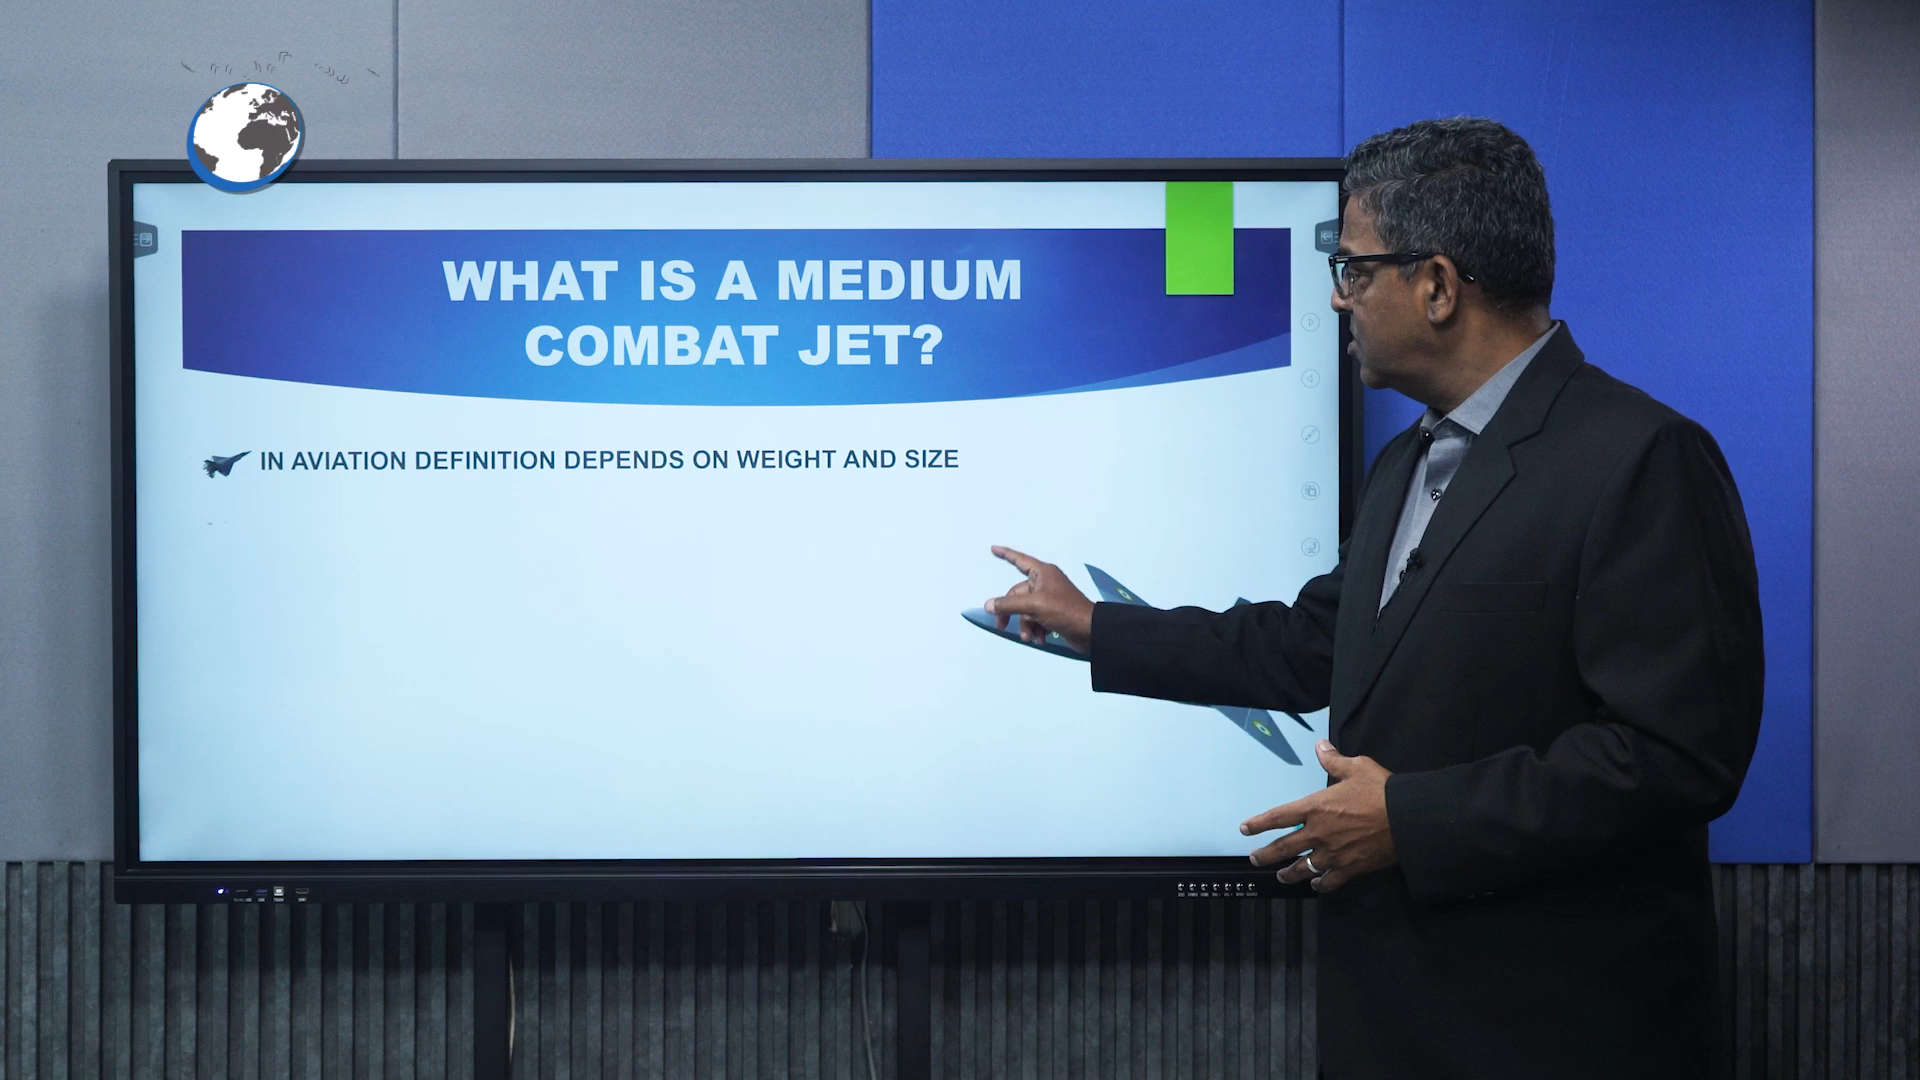 WHAT IS A MEDIUM
COMBAT JET?
IN AVIATION DEFINITION DEPENDS ON WEIGHT AND SIZE